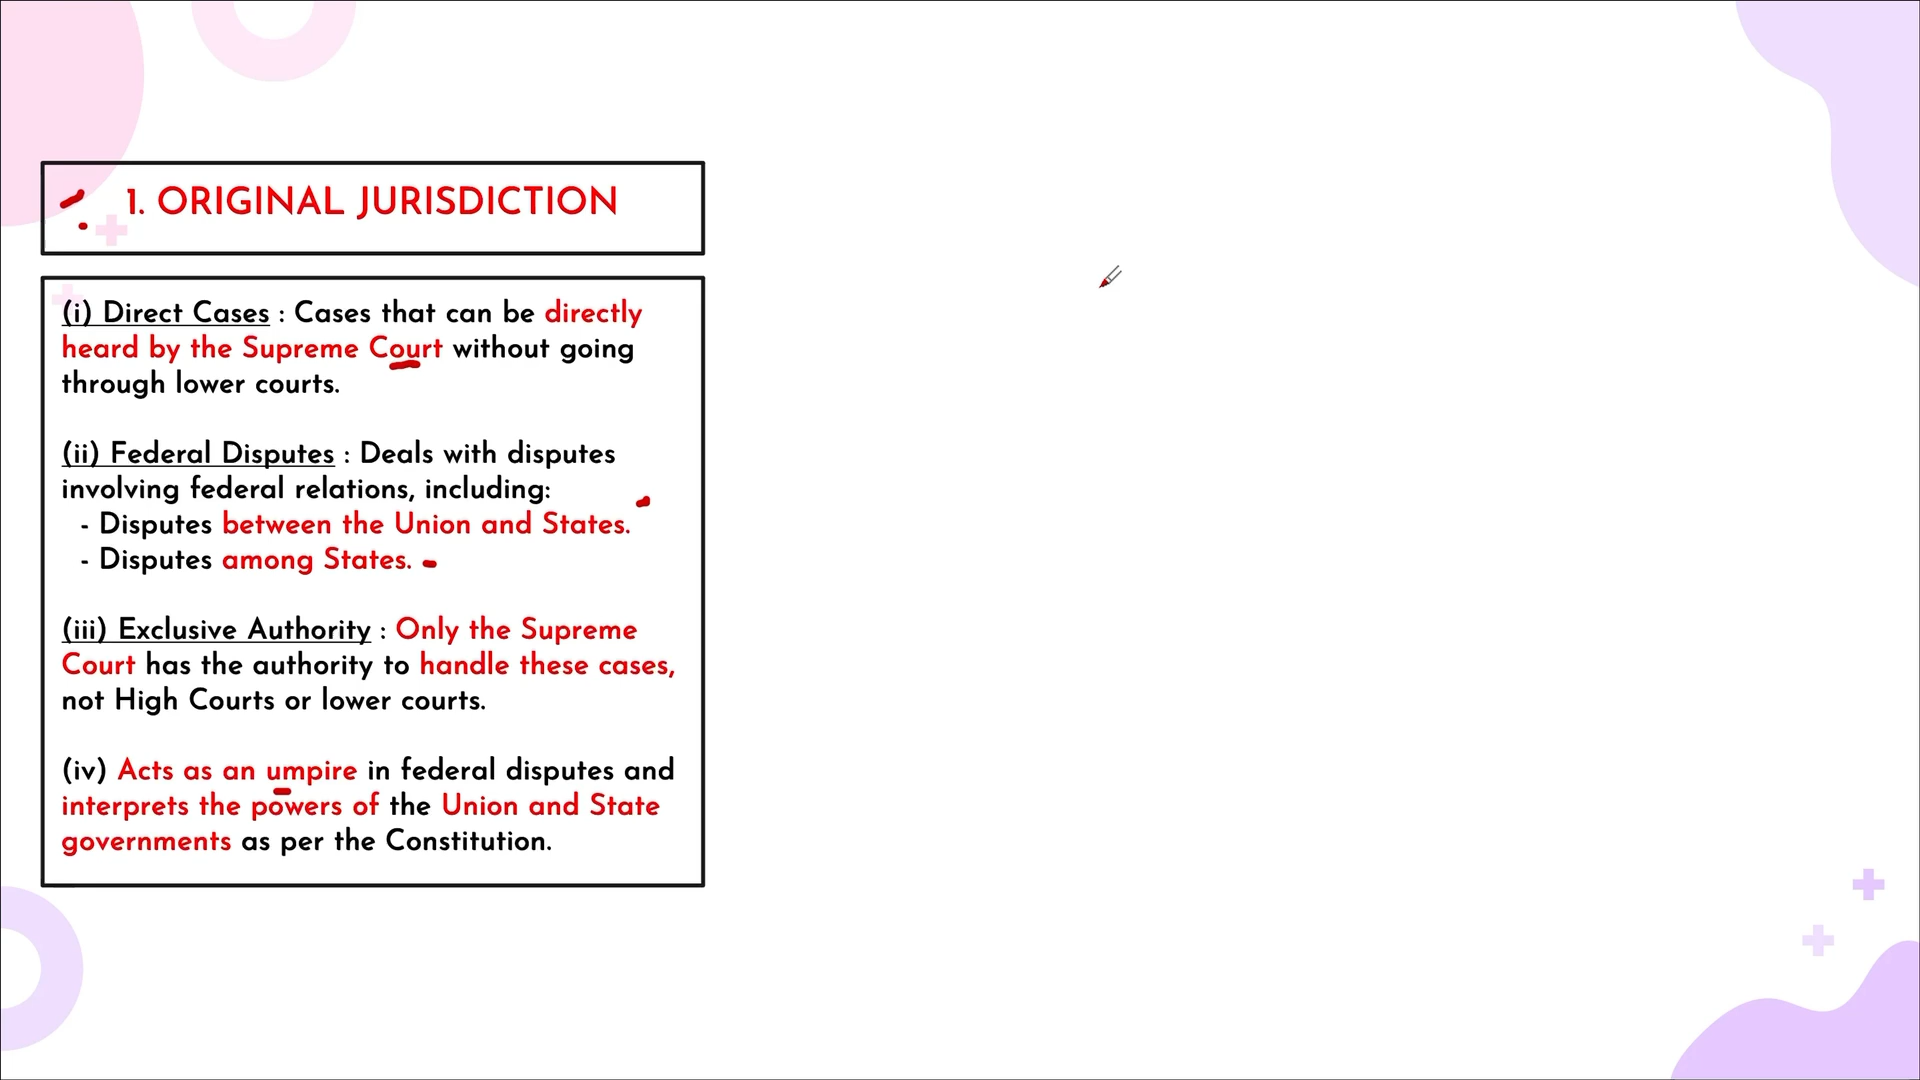 1. ORIGINAL JURISDICTION
(i) Direct Cases : Cases that can be directly
heard by the Supreme Court without going
through lower courts.
(ii) Federal Disputes : Deals with disputes
involving federal relations, including:
- Disputes between the Union and States.
- Disputes among States.
(iii) Exclusive Authority : Only the Supreme
Court has the authority to handle these cases,
not High Courts or lower courts.
(iv) Acts as an umpire in federal disputes and
interprets the powers of the Union and State
governments as per the Constitution.